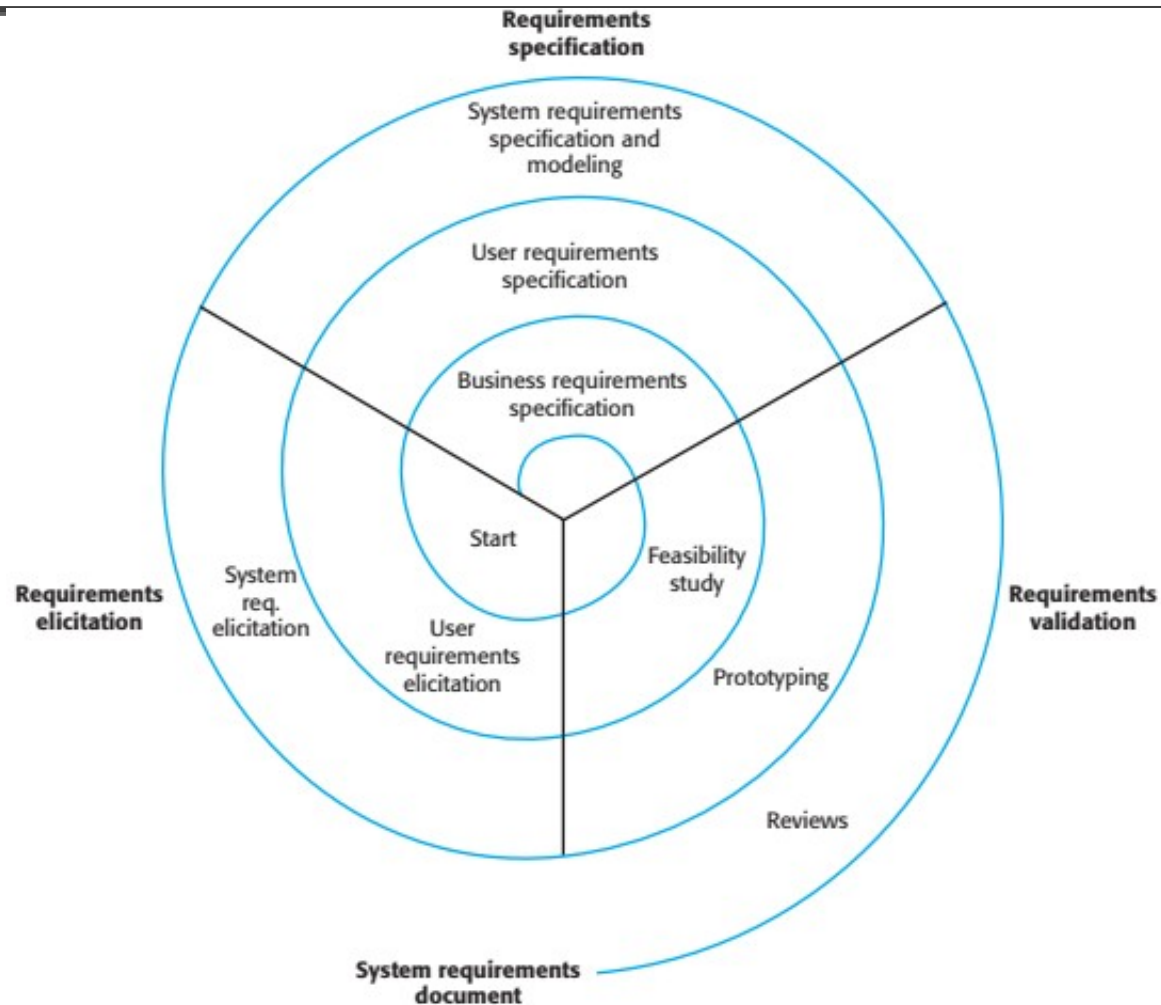 Requirements
specification
System requirements
specification and
modeling
User requirements
specification
Business requirements
specification
Start
Feasibility
study
System
req.
elicitation
User
requirements
elicitation
Requirements
elicitation
Requirements
validation
Prototyping
Reviews
System requirements
document